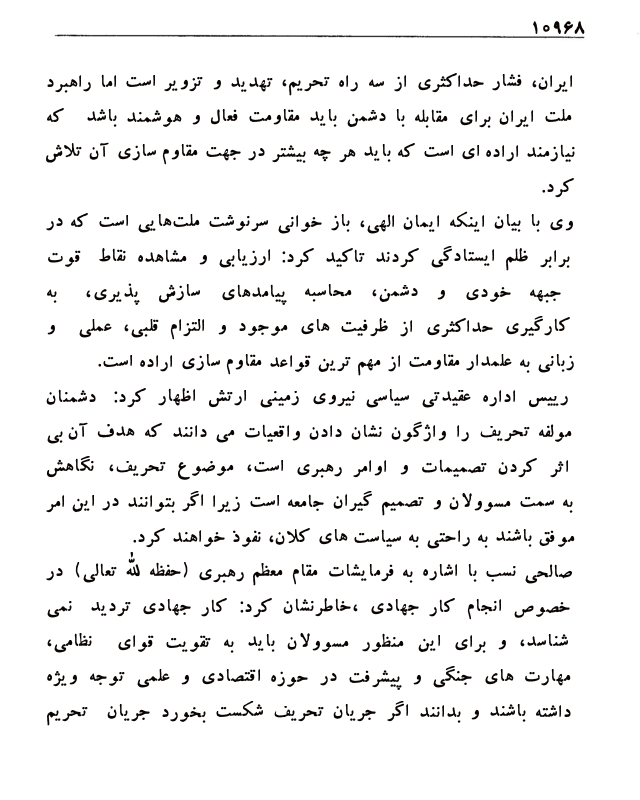 ۱۰۹۶۸
ایران، فشار حداکثری از سه راه تحریم، تهدید و تزویر است اما راهبرد
ملت ایران برای مقابله با دشمن باید مقاومت فعال و هوشمند باشد که
نیازمند اراده ای است که باید هر چه بیشتر در جهت مقاوم سازی آن تلاش
کرد.
وی با بیان اینکه ایمان الهی، باز خوانی سرنوشت ملت‌هایی است که در
برابر ظلم ایستادگی کردند تاکید کرد: ارزیابی و مشاهده نقاط قوت
جبهه خودی و دشمن، محاسبه پیامدهای سازش پذیری، به
کارگیری حداکثری از ظرفیت های موجود و التزام قلبی، عملی و
زبانی به علمدار مقاومت از مهم ترین قواعد مقاوم سازی اراده است.
رییس اداره عقیدتی سیاسی نیروی زمینی ارتش اظهار کرد: دشمنان
مولفه تحریف را واژگون نشان دادن واقعیات می دانند که هدف آن بی
اثر کردن تصمیمات و اوامر رهبری است، موضوع تحریف، نگاهش
به سمت مسوولان و تصمیم گیران جامعه است زیرا اگر بتوانند در این امر
موفق باشند به راحتی به سیاست های کلان، نفوذ خواهند کرد.
صالحی نسب با اشاره به فرمایشات مقام معظم رهبری (حفظه لله تعالی) در
خصوص انجام کار جهادی ،خاطرنشان کرد: کار جهادی تردید نمی
شناسد، و برای این منظور مسوولان باید به تقویت قوای نظامی،
مهارت های جنگی و پیشرفت در حوزه اقتصادی و علمی توجه ویژه
داشته باشند و بدانند اگر جریان تحریف شکست بخورد جریان تحریم